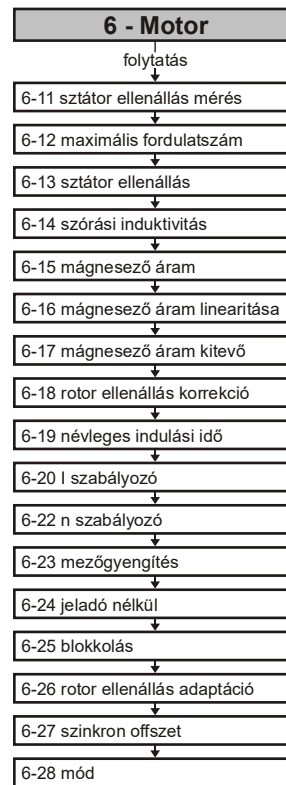 6 - Motor
folytatás
6-11 sztátor ellenállás mérés
6-12 maximális fordulatszám
6-13 sztátor ellenállás
6-14 szórási induktivitás
6-15 mágnesező áram
6-16 mágnesező áram linearitása
6-17 mágnesező áram kitevő
6-18 rotor ellenállás korrekció
6-19 névleges indulási idő
6-20 I szabályozó
6-22 n szabályozó
6-23 mezőgyengítés
6-24 jeladó nélkül
6-25 blokkolás
6-26 rotor ellenállás adaptáció
6-27 szinkron offszet
6-28 mód